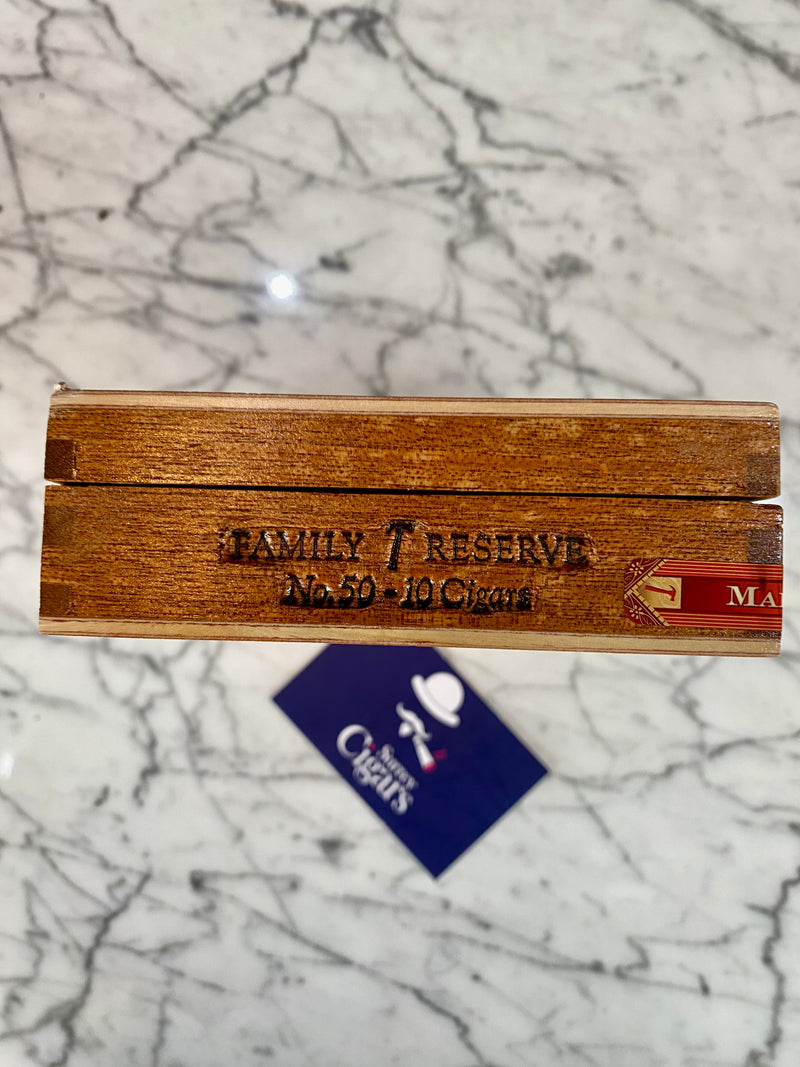 FAMILY T RESERVE
No. 50 - 10 Cigars
T
MA
Surrey
Cigars